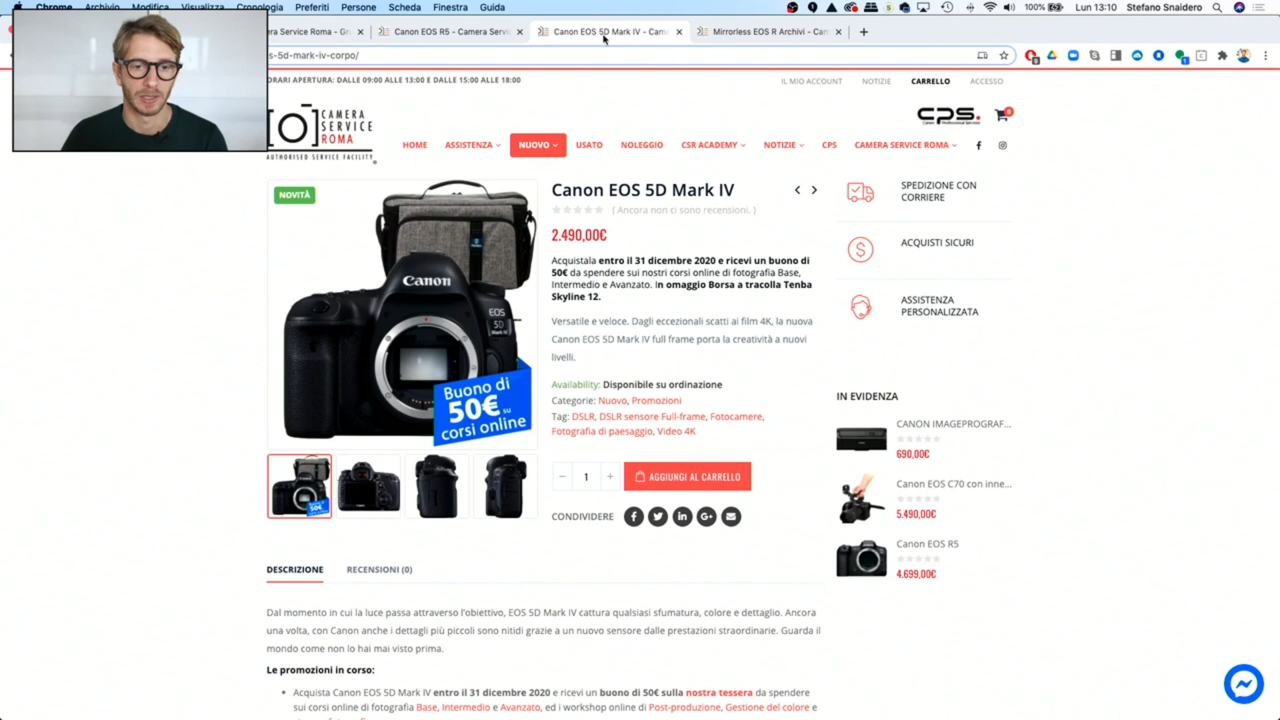 Chrome Archivio Modifica Visualizza Cronologia Preferiti Persone Scheda Finestra Guida
100% Lun 13:10 Stefano Snaidero
era Service Roma - Gr
Canon EOS R5 - Camera Servic
Canon EOS 5D Mark IV - Cam
Mirrorless EOS R Archivi - Cam
s-5d-mark-iv-corpo/
ORARI APERTURA: DALLE 09:00 ALLE 13:00 E DALLE 15:00 ALLE 18:00
IL MIO ACCOUNT NOTIZIE CARRELLO ACCESSO
CAMERA
SERVICE
ROMA
AUTHORISED SERVICE FACILITY
CPS.
Canon Professional Services
0
HOME ASSISTENZA NUOVO USATO NOLEGGIO CSR ACADEMY NOTIZIE CPS CAMERA SERVICE ROMA
NOVITÀ
Canon
EOS
5D
Mark IV
Buono di
50€ su
corsi online
Canon EOS 5D Mark IV
( Ancora non ci sono recensioni. )
2.490,00€
Acquistala entro il 31 dicembre 2020 e ricevi un buono di
50€ da spendere sui nostri corsi online di fotografia Base,
Intermedio e Avanzato. In omaggio Borsa a tracolla Tenba
Skyline 12.
Versatile e veloce. Dagli eccezionali scatti ai film 4K, la nuova
Canon EOS 5D Mark IV full frame porta la creatività a nuovi
livelli.
Availability: Disponibile su ordinazione
Categorie: Nuovo, Promozioni
Tag: DSLR, DSLR sensore Full-frame, Fotocamere,
Fotografia di paesaggio, Video 4K
− 1 + AGGIUNGI AL CARRELLO
CONDIVIDERE
SPEDIZIONE CON
CORRIERE
ACQUISTI SICURI
ASSISTENZA
PERSONALIZZATA
IN EVIDENZA
CANON IMAGEPROGRAF...
690,00€
Canon EOS C70 con inne...
5.490,00€
Canon EOS R5
4.699,00€
DESCRIZIONE RECENSIONI (0)
Dal momento in cui la luce passa attraverso l'obiettivo, EOS 5D Mark IV cattura qualsiasi sfumatura, colore e dettaglio. Ancora
una volta, con Canon anche i dettagli più piccoli sono nitidi grazie a un nuovo sensore dalle prestazioni straordinarie. Guarda il
mondo come non lo hai mai visto prima.
Le promozioni in corso:
• Acquista Canon EOS 5D Mark IV entro il 31 dicembre 2020 e ricevi un buono di 50€ sulla nostra tessera da spendere
sui corsi online di fotografia Base, Intermedio e Avanzato, ed i workshop online di Post-produzione, Gestione del colore e